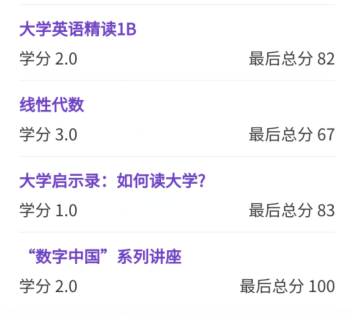 大学英语精读1B
学分 2.0 最后总分 82
线性代数
学分 3.0 最后总分 67
大学启示录：如何读大学?
学分 1.0 最后总分 83
“数字中国”系列讲座
学分 2.0 最后总分 100